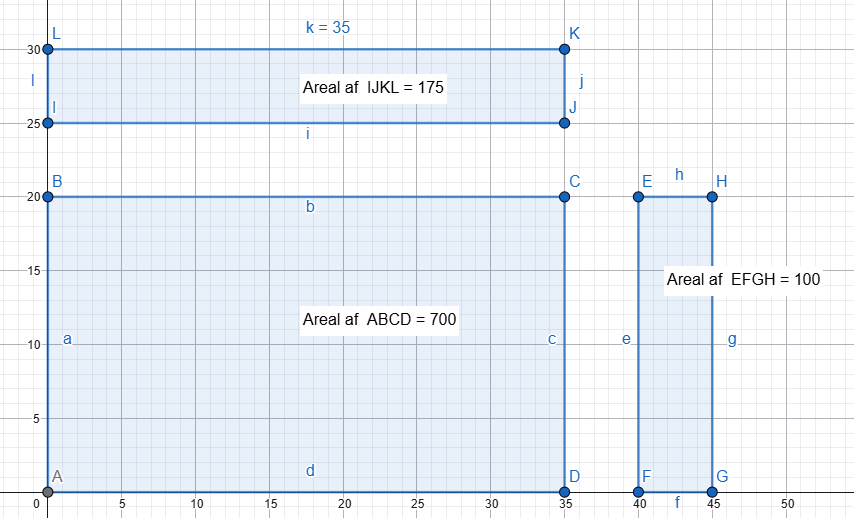 L
k = 35
K
30
l
Areal af IJKL = 175
j
I
J
25
i
20
B
C
E
h
H
b
15
Areal af EFGH = 100
Areal af ABCD = 700
10
a
c
e
g
5
A
d
D
F
G
0
5
10
15
20
25
30
35
40
f
45
50